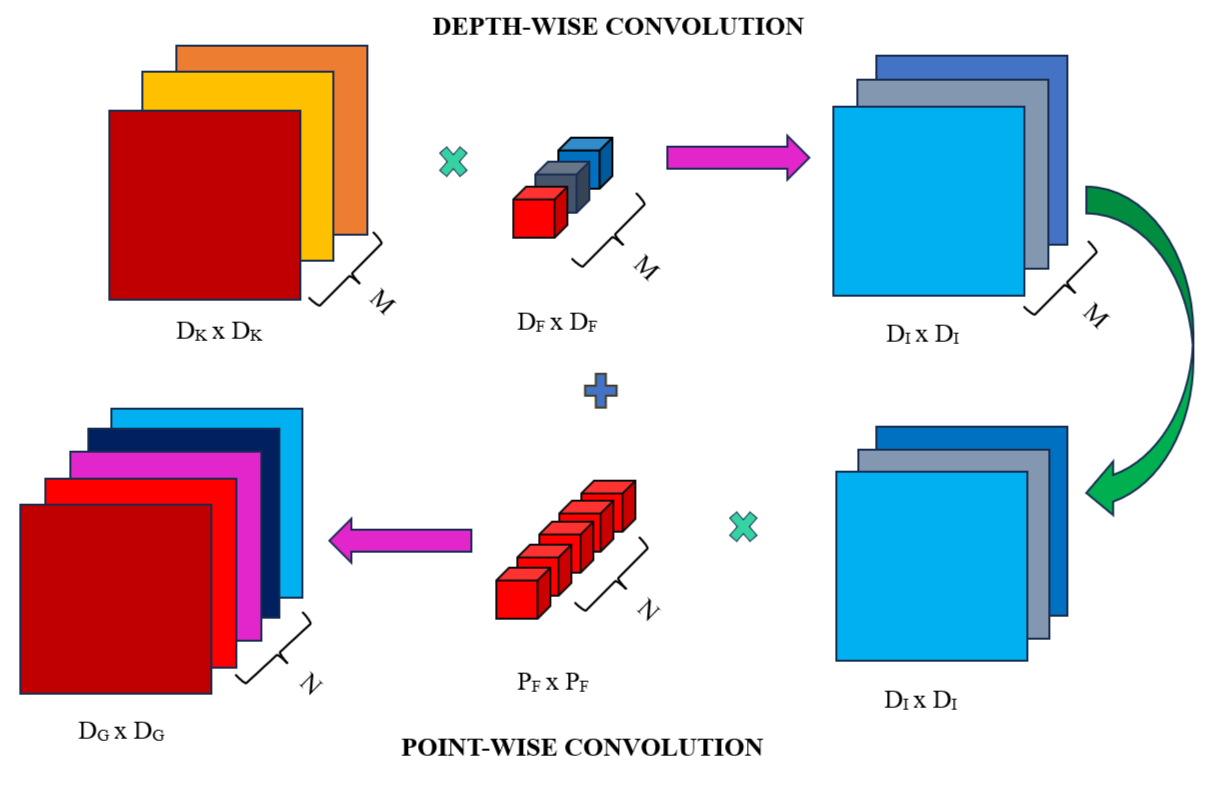 DEPTH-WISE CONVOLUTION
M
M
M
D_K x D_K
D_F x D_F
D_I x D_I
N
N
P_F x P_F
D_I x D_I
D_G x D_G
POINT-WISE CONVOLUTION